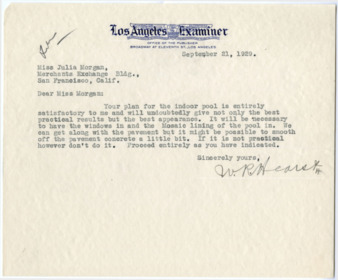 Los Angeles Examiner
OFFICE OF THE PUBLISHER
BROADWAY AT ELEVENTH ST., LOS ANGELES
September 21, 1929.
Miss Julia Morgan,
Merchants Exchange Bldg.,
San Francisco, Calif.
Dear Miss Morgan:
Your plan for the indoor pool is entirely
satisfactory to me and will undoubtedly give not only the best
practical results but the best appearance. It will be necessary
to have the windows in and the Mosaic lining of the pool in. We
can get along with the pavement but it might be possible to smooth
off the pavement concrete a little bit. If it is not practical
however don't do it. Proceed entirely as you have indicated.
Sincerely yours,
W R Hearst